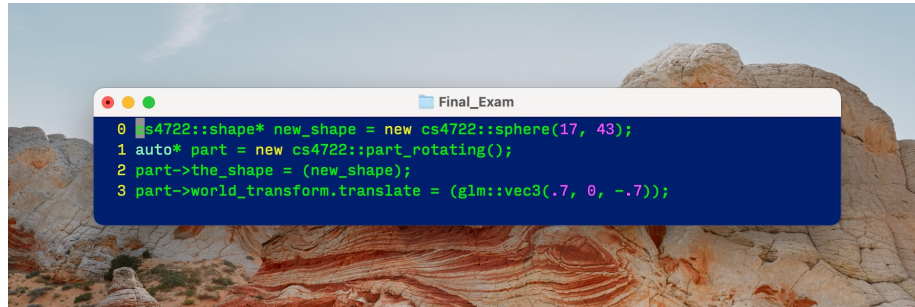 Final_Exam
0 s4722::shape* new_shape = new cs4722::sphere(17, 43);
1 auto* part = new cs4722::part_rotating();
2 part->the_shape = (new_shape);
3 part->world_transform.translate = (glm::vec3(.7, 0, -.7));